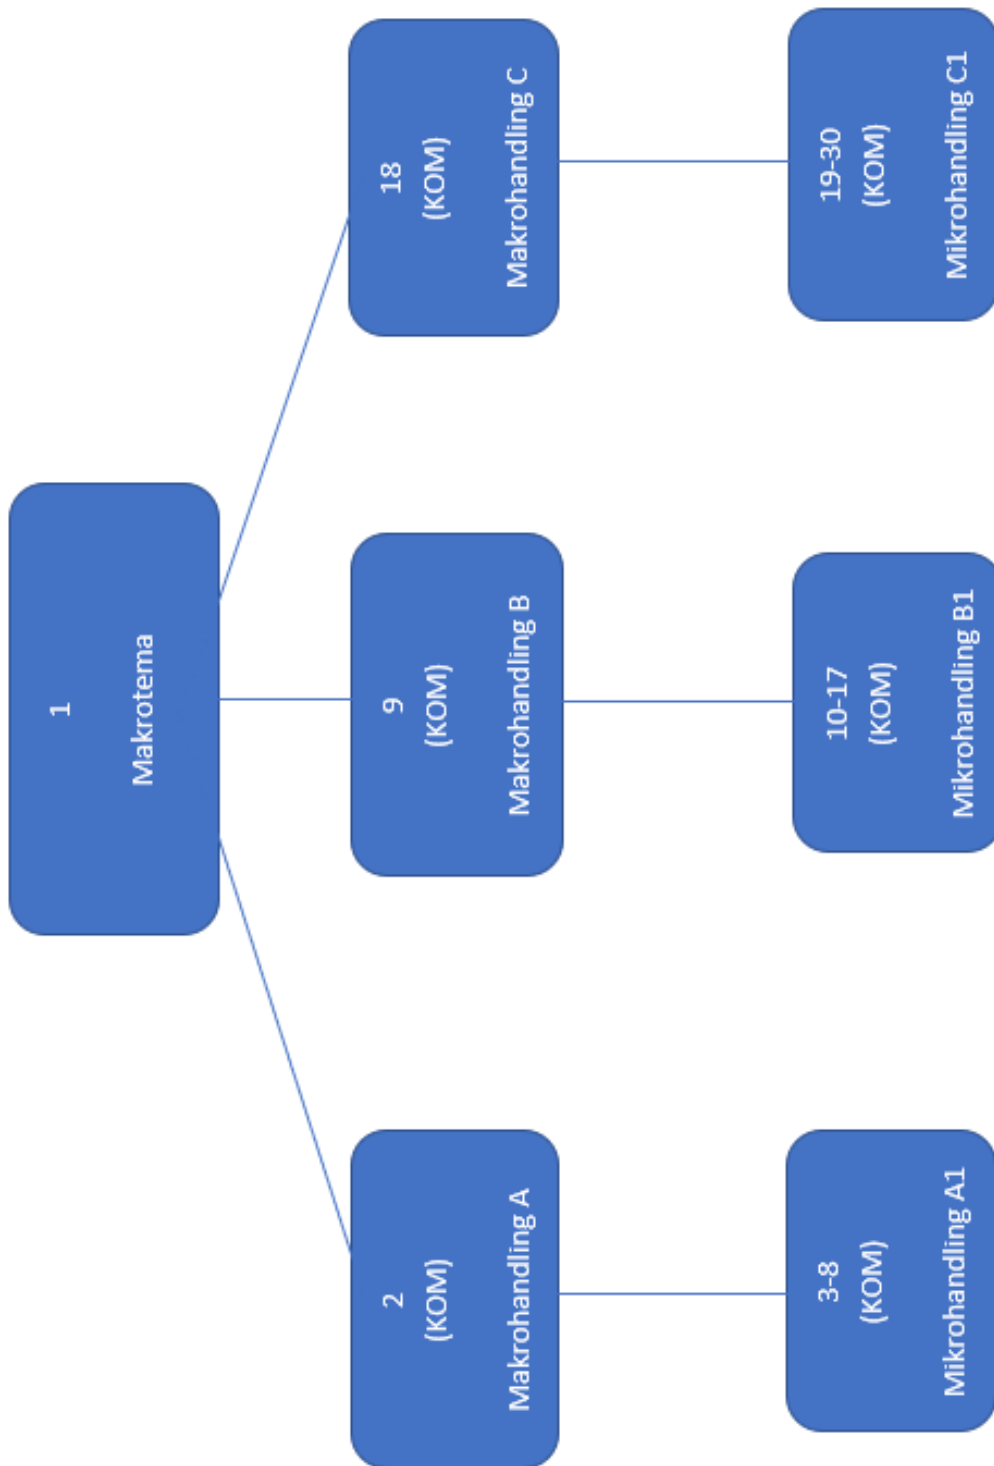 1
Makrotema
2
(KOM)
Makrohandling A
9
(KOM)
Makrohandling B
18
(KOM)
Makrohandling C
3-8
(KOM)
Mikrohandling A1
10-17
(KOM)
Mikrohandling B1
19-30
(KOM)
Mikrohandling C1